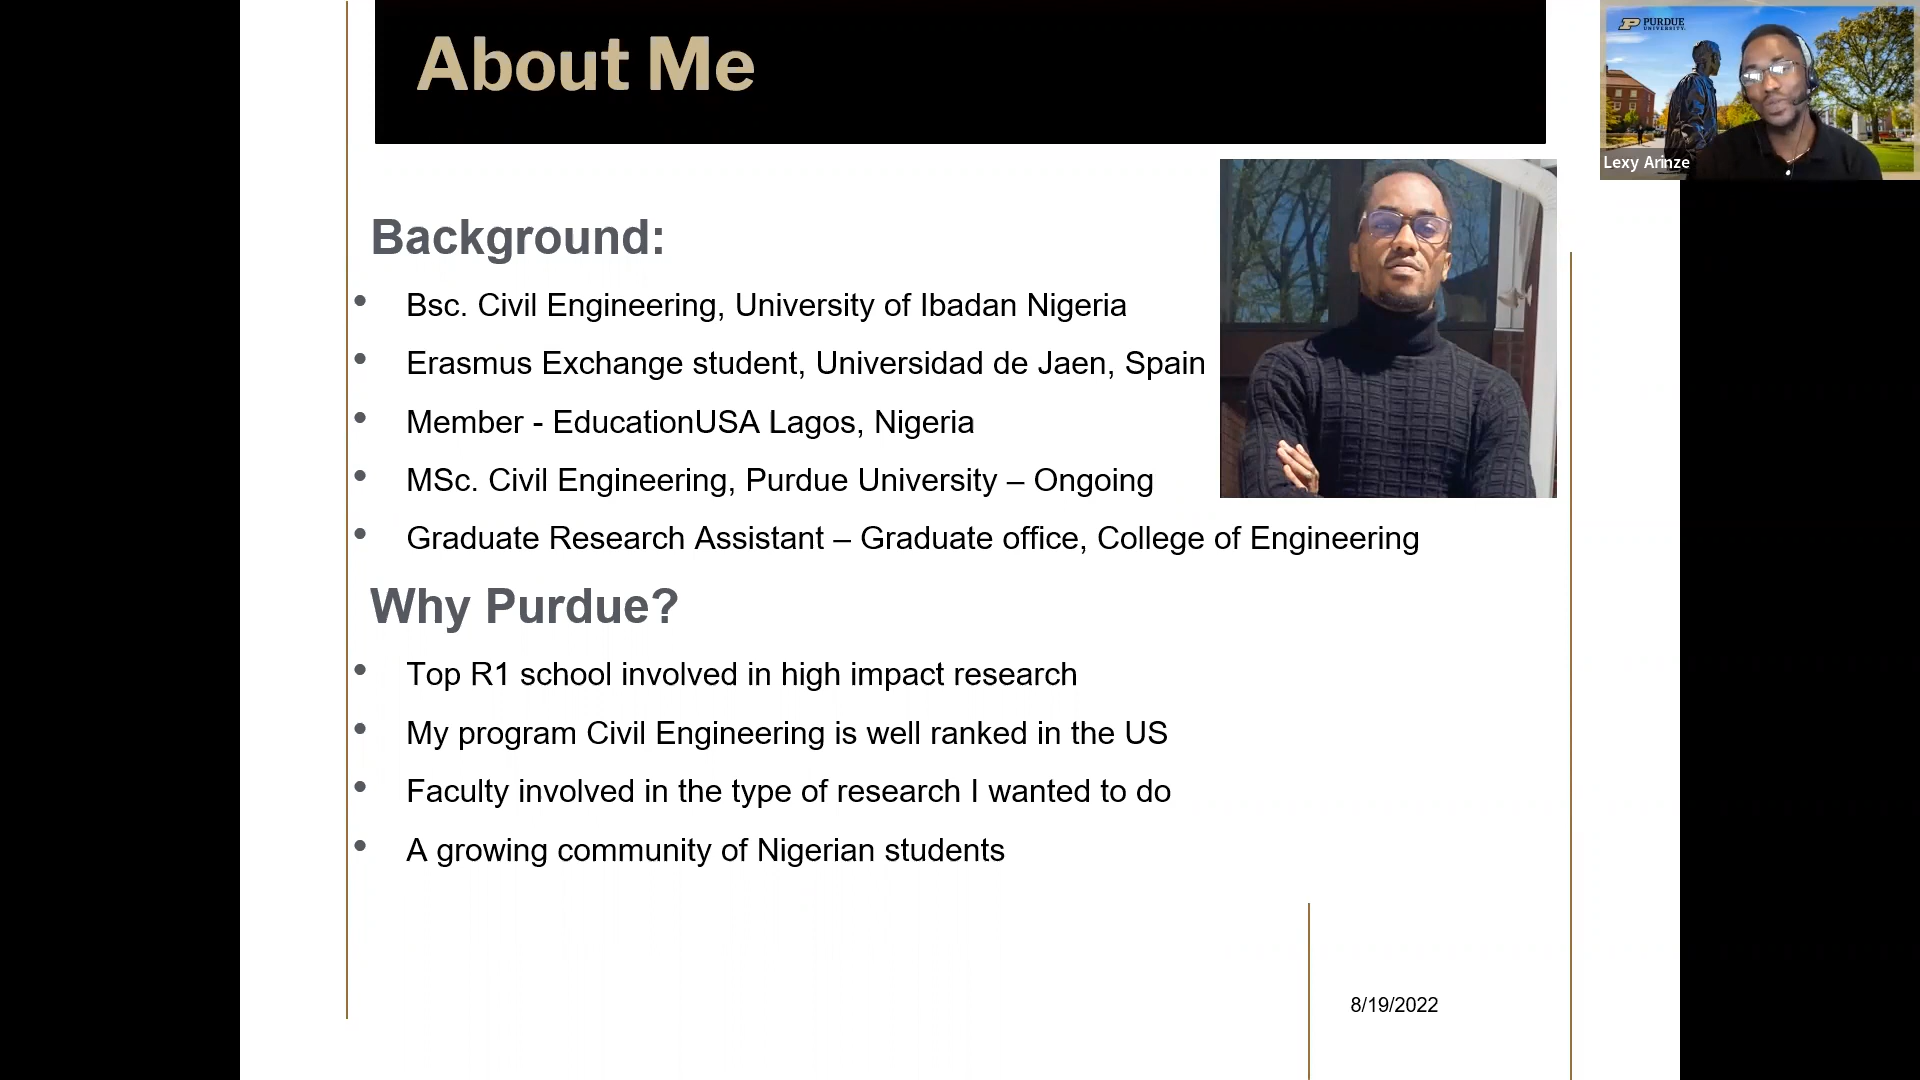 About Me
PURDUE
UNIVERSITY
Lexy Arinze
Background:
• Bsc. Civil Engineering, University of Ibadan Nigeria
• Erasmus Exchange student, Universidad de Jaen, Spain
• Member - EducationUSA Lagos, Nigeria
• MSc. Civil Engineering, Purdue University – Ongoing
• Graduate Research Assistant – Graduate office, College of Engineering
Why Purdue?
• Top R1 school involved in high impact research
• My program Civil Engineering is well ranked in the US
• Faculty involved in the type of research I wanted to do
• A growing community of Nigerian students
8/19/2022